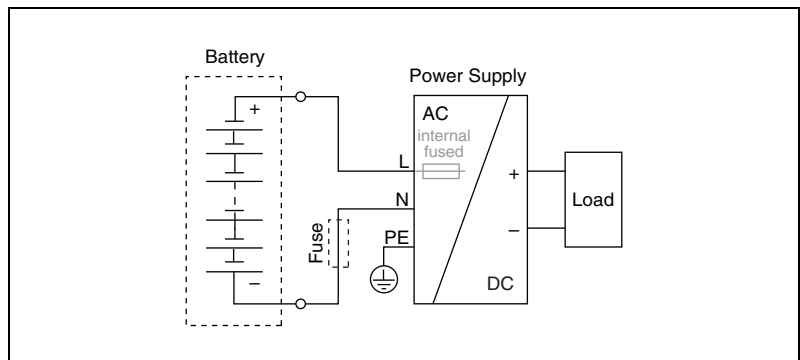 Battery
Power Supply
+
AC
internal
fused
L
+
Load
N
Fuse
PE
–
–
DC